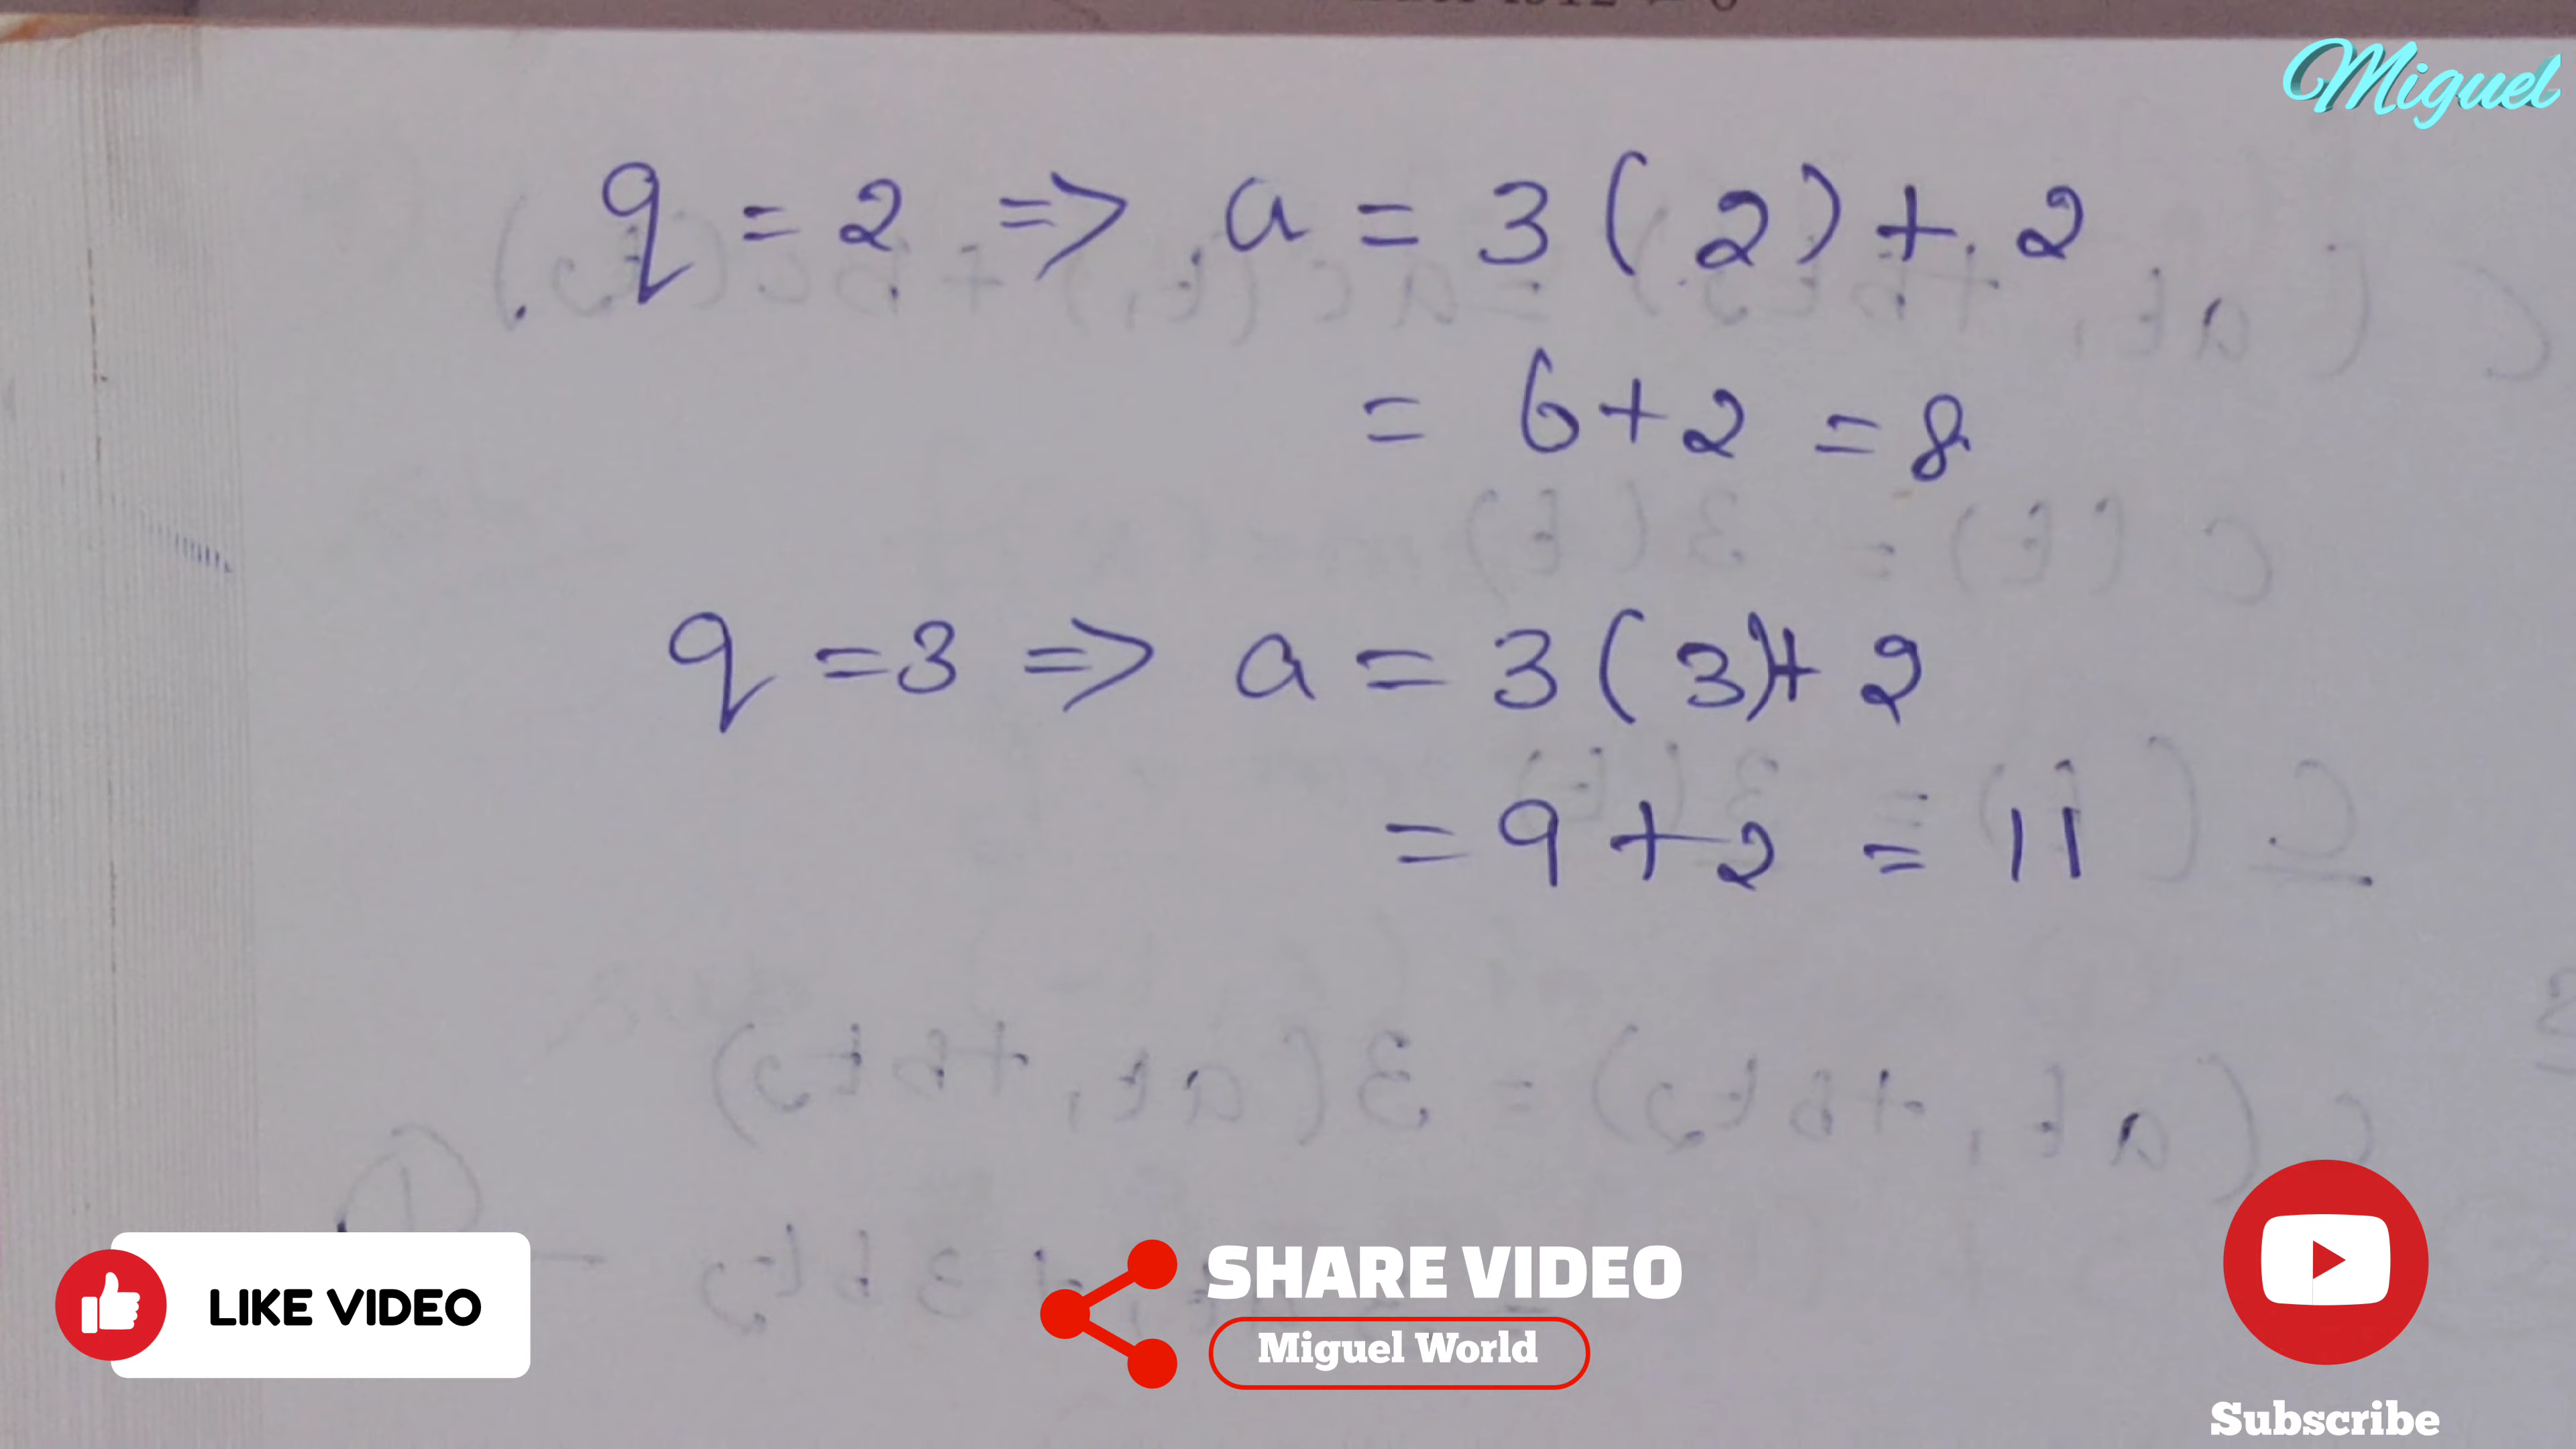 Miguel
q = 2 => a = 3 ( 2 ) + 2
= 6 + 2 = 8
q = 3 => a = 3 ( 3 ) + 2
= 9 + 2 = 11
LIKE VIDEO
SHARE VIDEO
Miguel World
Subscribe